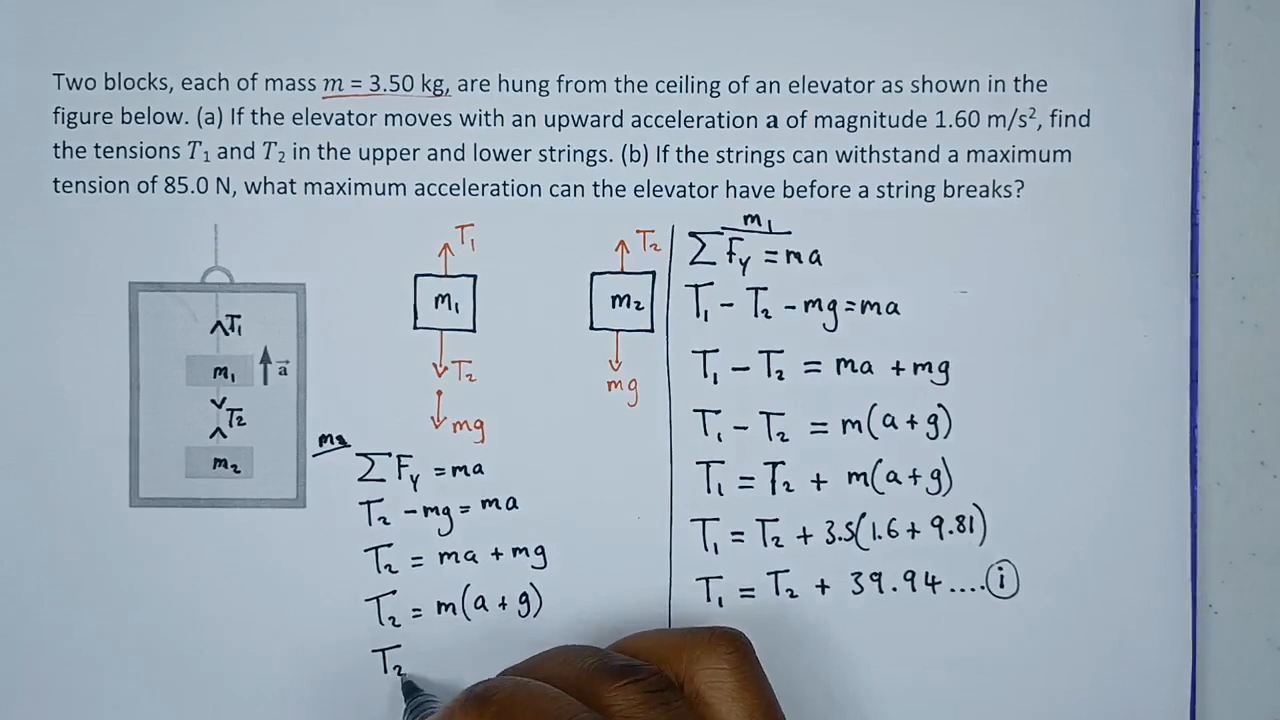 Two blocks, each of mass m = 3.50 kg, are hung from the ceiling of an elevator as shown in the
figure below. (a) If the elevator moves with an upward acceleration a of magnitude 1.60 m/s², find
the tensions T₁ and T₂ in the upper and lower strings. (b) If the strings can withstand a maximum
tension of 85.0 N, what maximum acceleration can the elevator have before a string breaks?
T₁
m₁
a⃗
T₂
m₂
T₁
m₁
T₂
mg
T₂
m₂
mg
m₂
ΣF_y = ma
T₂ - mg = ma
T₂ = ma + mg
T₂ = m(a + g)
T₂
m₁
ΣF_y = ma
T₁ - T₂ - mg = ma
T₁ - T₂ = ma + mg
T₁ - T₂ = m(a + g)
T₁ = T₂ + m(a + g)
T₁ = T₂ + 3.5(1.6 + 9.81)
T₁ = T₂ + 39.94 .... (i)